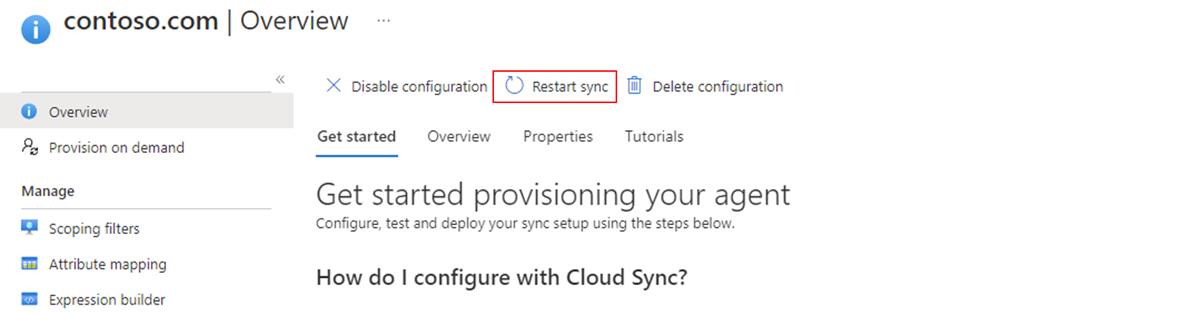 contoso.com | Overview ...
«
Disable configuration Restart sync Delete configuration
Overview
Provision on demand
Get started Overview Properties Tutorials
Manage
Get started provisioning your agent
Configure, test and deploy your sync setup using the steps below.
Scoping filters
Attribute mapping
How do I configure with Cloud Sync?
Expression builder